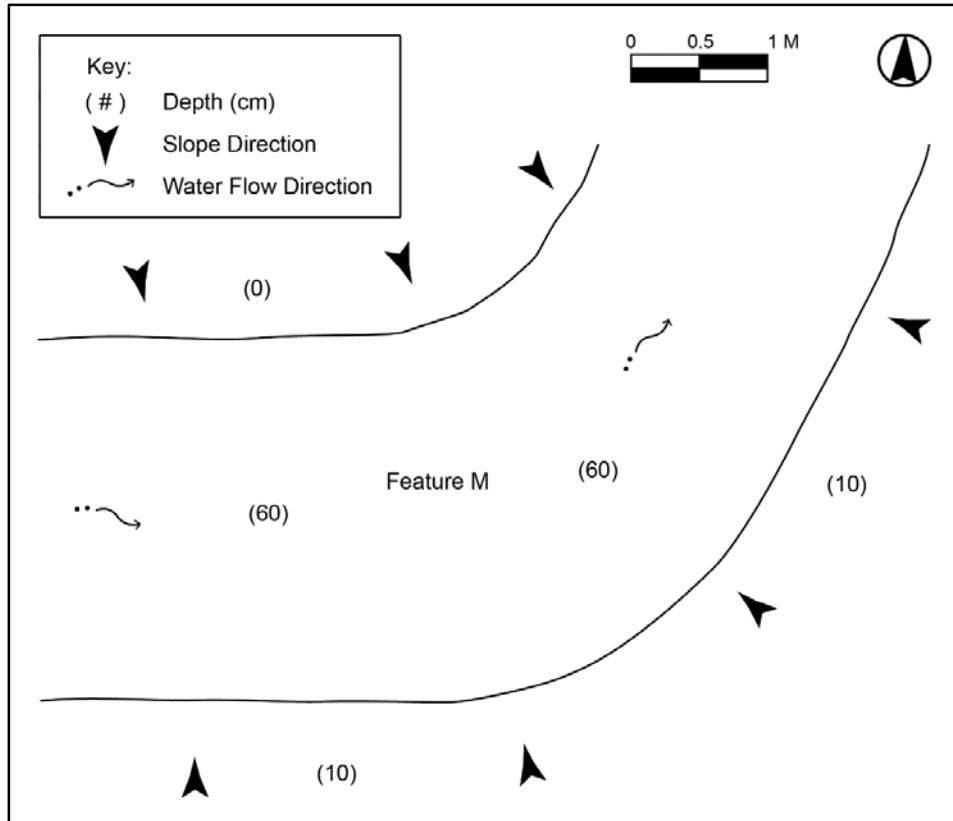 0 0.5 1 M
Key:
( # ) Depth (cm)
Slope Direction
Water Flow Direction
(0)
Feature M
(60)
(10)
(60)
(10)